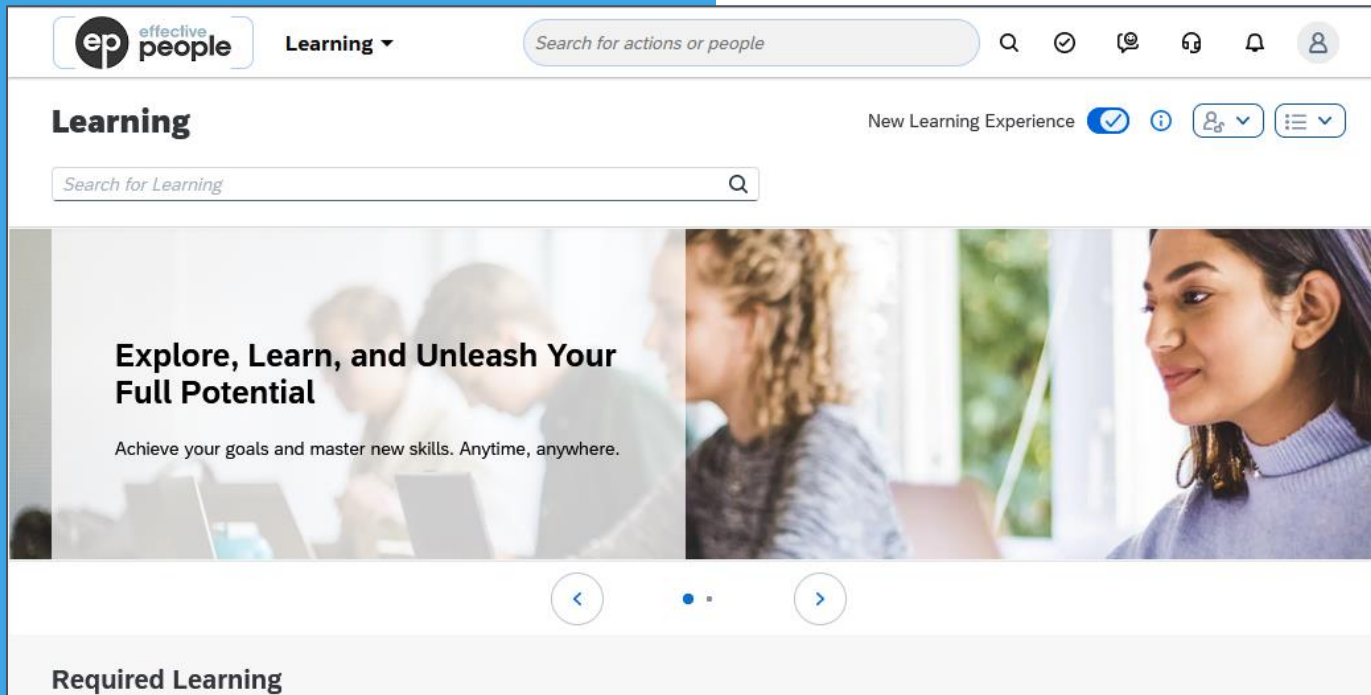 ep effective people
Learning
Search for actions or people
Learning
New Learning Experience
Search for Learning
Explore, Learn, and Unleash Your
Full Potential
Achieve your goals and master new skills. Anytime, anywhere.
Required Learning